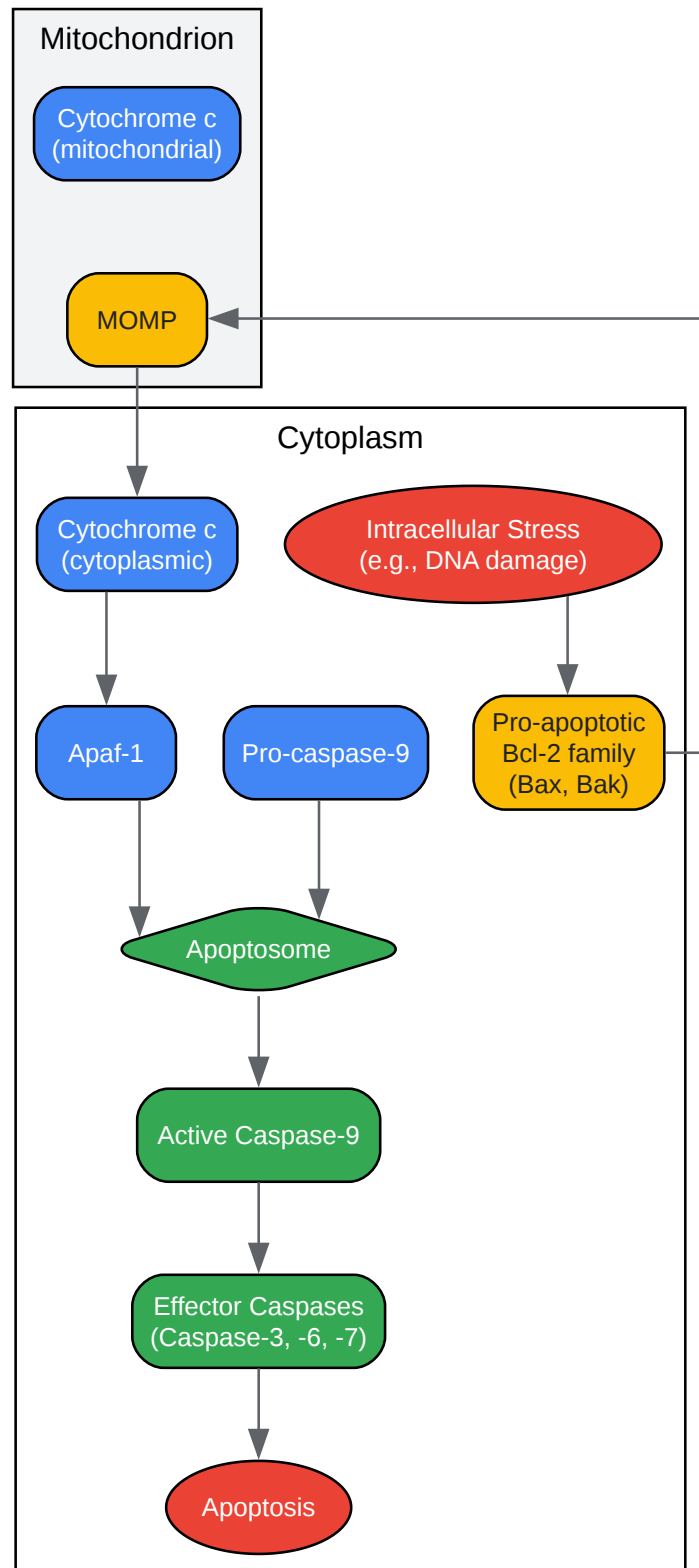 Mitochondrion
Cytochrome c
(mitochondrial)
MOMP
Cytoplasm
Cytochrome c
(cytoplasmic)
Intracellular Stress
(e.g., DNA damage)
Apaf-1
Pro-caspase-9
Pro-apoptotic
Bcl-2 family
(Bax, Bak)
Apoptosome
Active Caspase-9
Effector Caspases
(Caspase-3, -6, -7)
Apoptosis